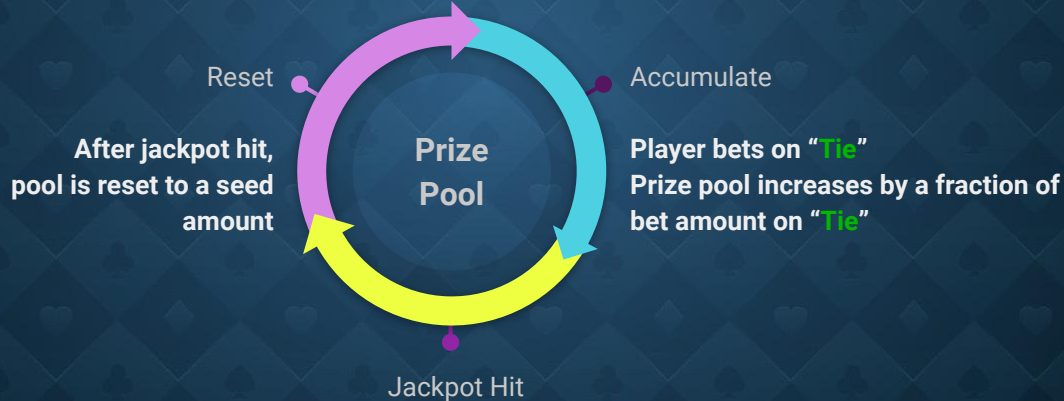 Reset
After jackpot hit,
pool is reset to a seed
amount
Prize
Pool
Accumulate
Player bets on “Tie”
Prize pool increases by a fraction of
bet amount on “Tie”
Jackpot Hit